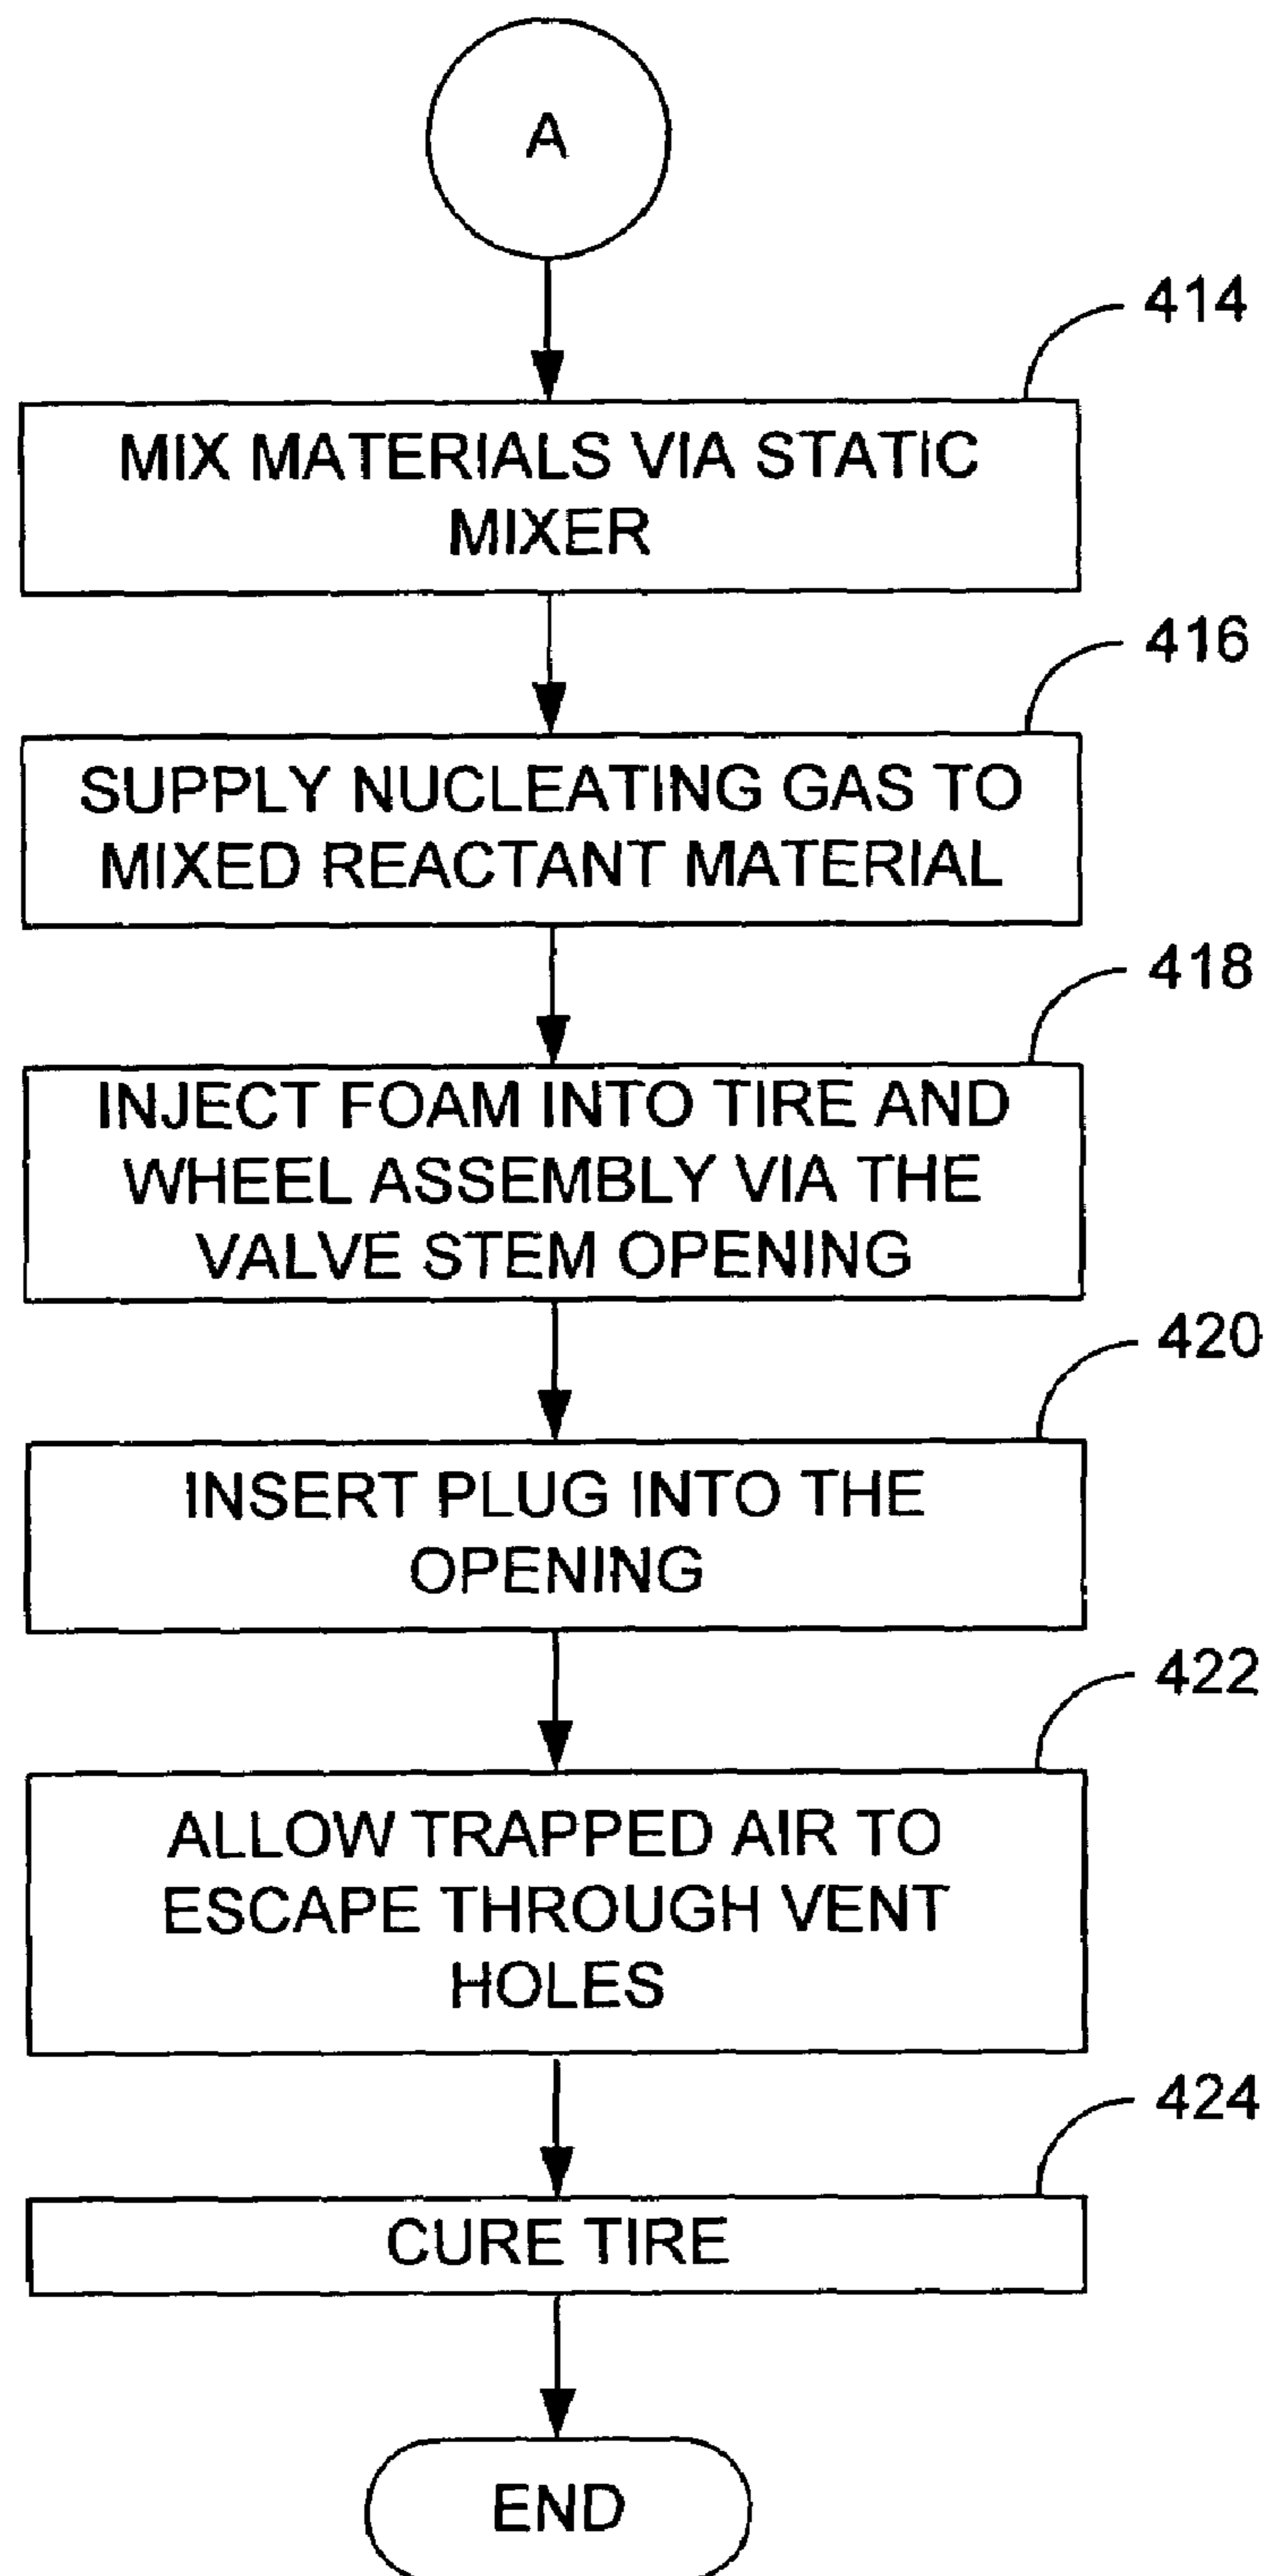 A
414
MIX MATERIALS VIA STATIC
MIXER
416
SUPPLY NUCLEATING GAS TO
MIXED REACTANT MATERIAL
418
INJECT FOAM INTO TIRE AND
WHEEL ASSEMBLY VIA THE
VALVE STEM OPENING
420
INSERT PLUG INTO THE
OPENING
422
ALLOW TRAPPED AIR TO
ESCAPE THROUGH VENT
HOLES
424
CURE TIRE
END